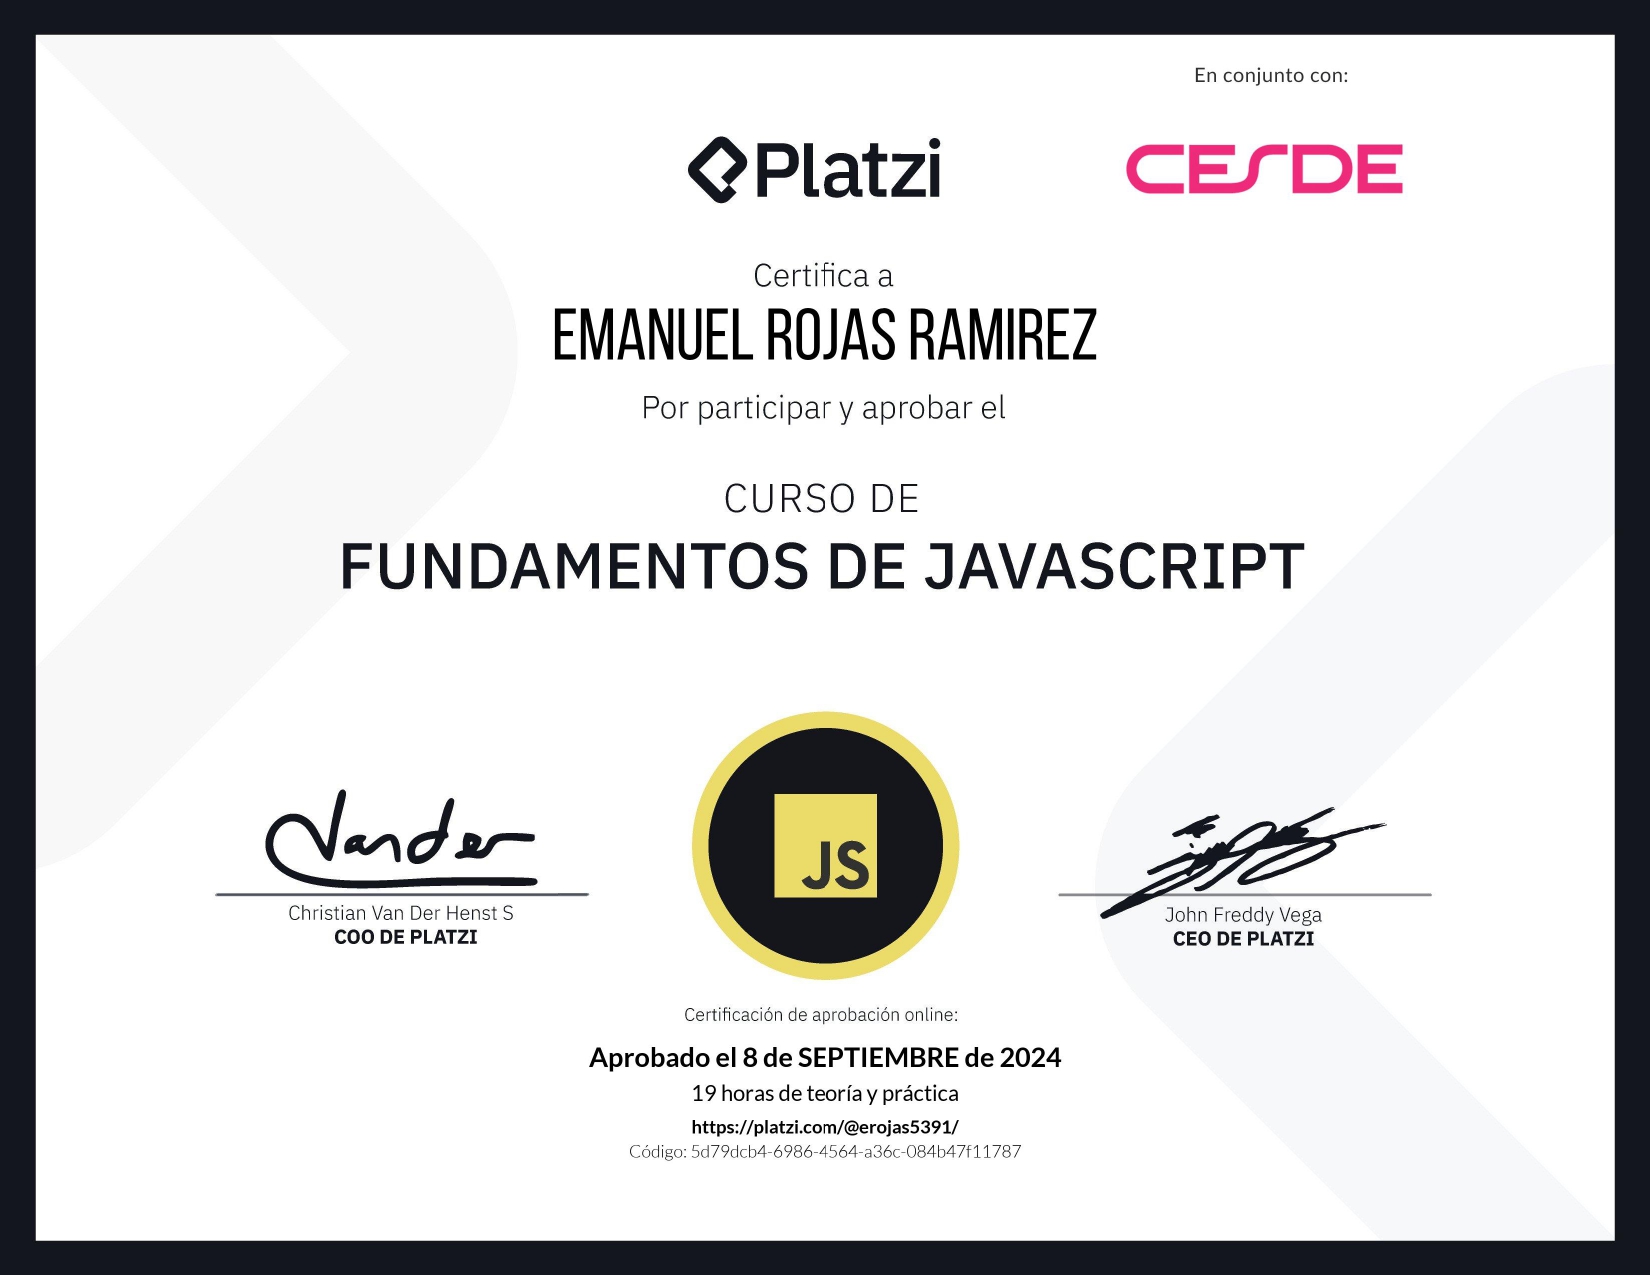 En conjunto con:
Platzi
CESDE
Certifica a
EMANUEL ROJAS RAMIREZ
Por participar y aprobar el
CURSO DE
FUNDAMENTOS DE JAVASCRIPT
Vander
JS
Christian Van Der Henst S
COO DE PLATZI
John Freddy Vega
CEO DE PLATZI
Certificación de aprobación online:
Aprobado el 8 de SEPTIEMBRE de 2024
19 horas de teoría y práctica
https://platzi.com/@erojas5391/
Código: 5d79dcb4-6986-4564-a36c-084b47f11787